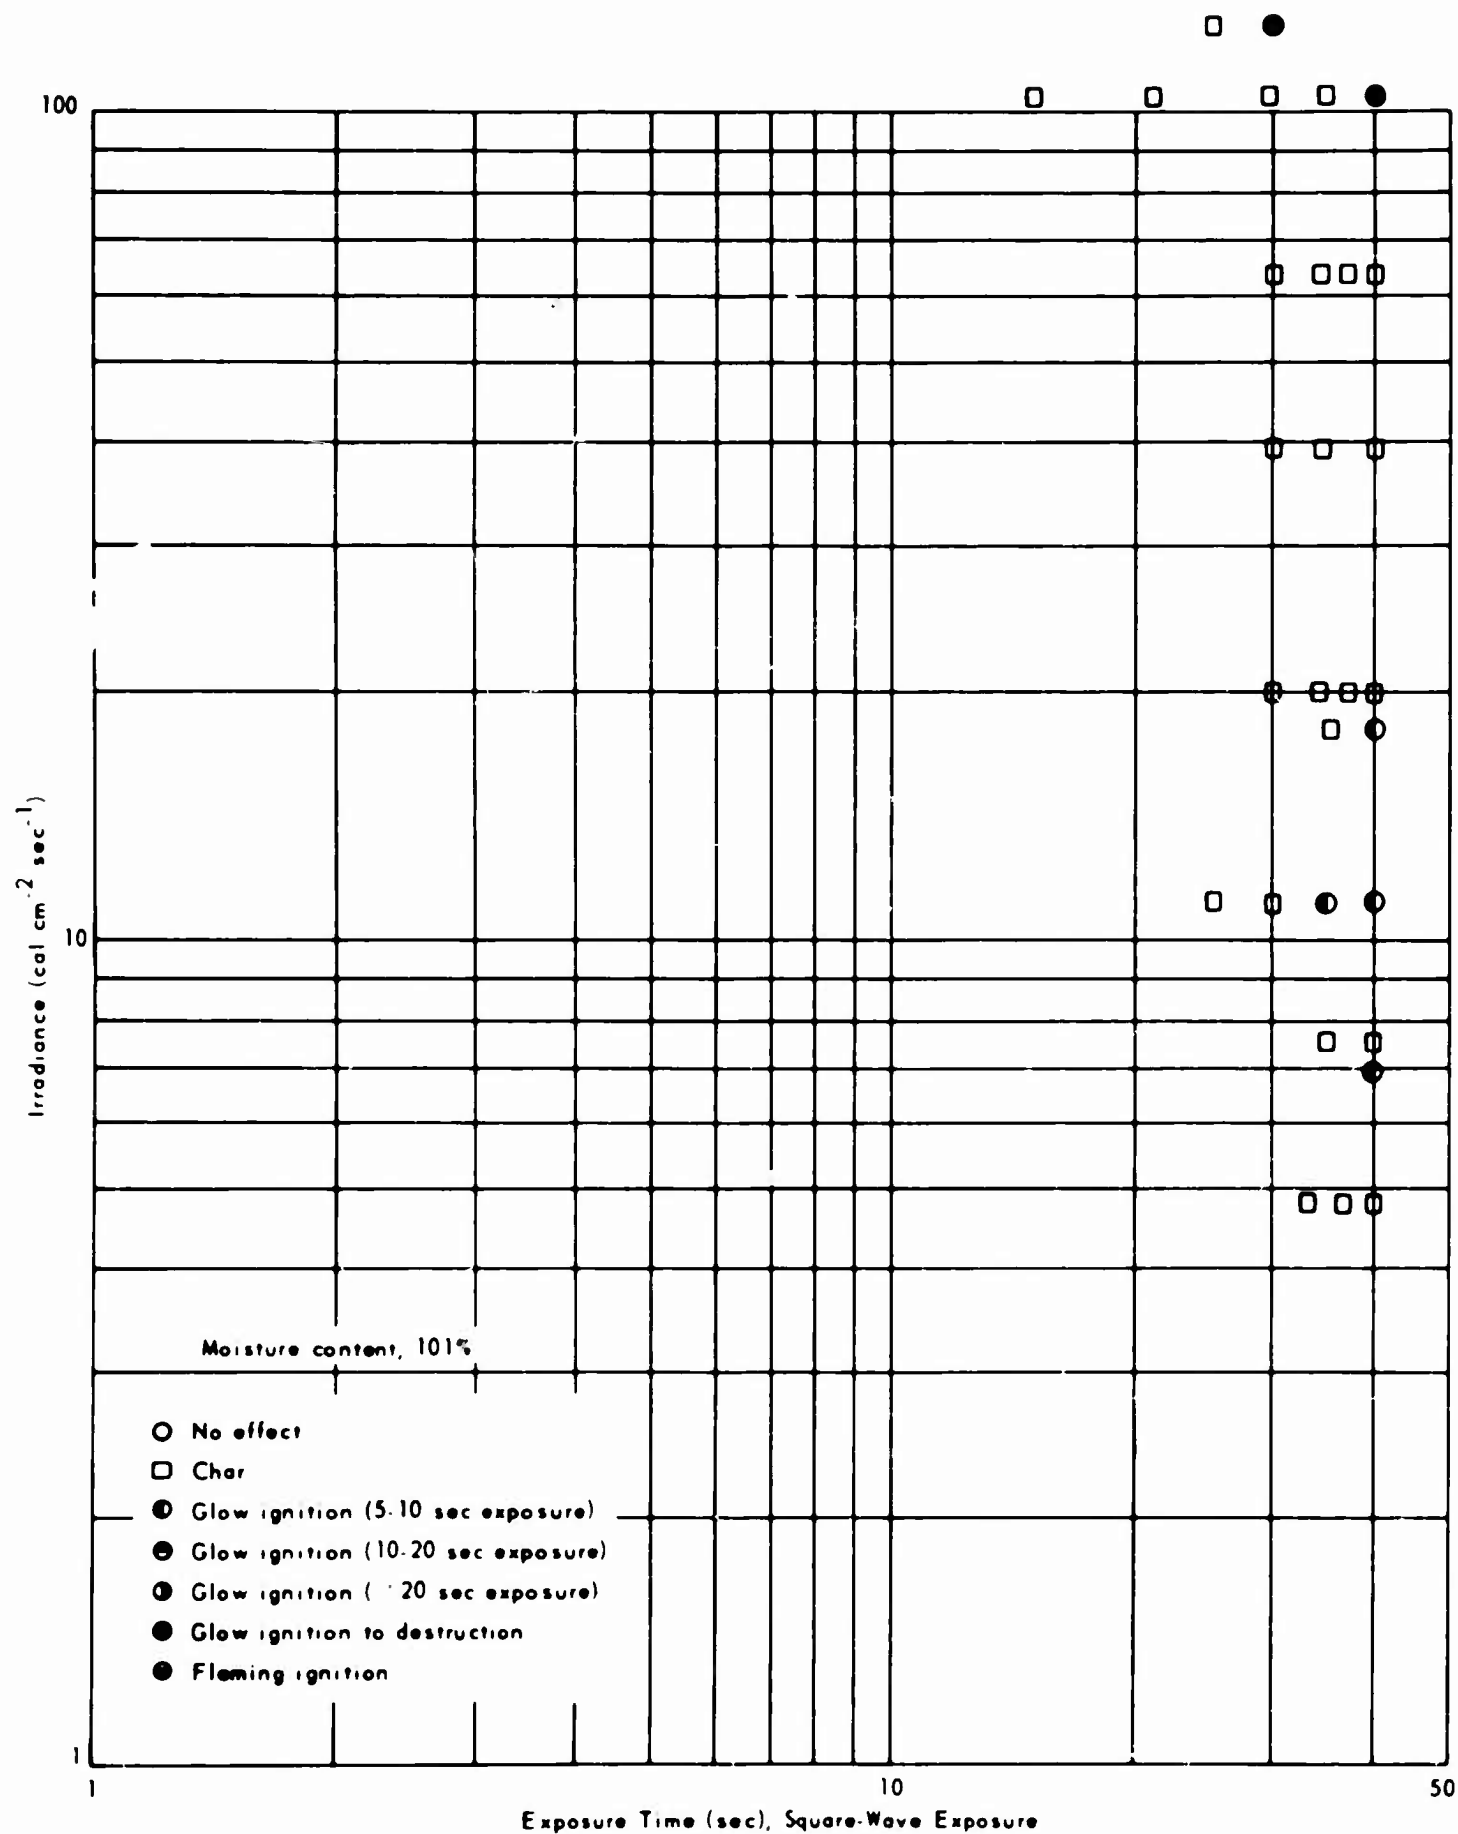 100
10
1
Irradiance (cal cm⁻² sec⁻¹)
Moisture content, 101%
No effect
Char
Glow ignition (5-10 sec exposure)
Glow ignition (10-20 sec exposure)
Glow ignition ( 20 sec exposure)
Glow ignition to destruction
Flaming ignition
1 10 50
Exposure Time (sec), Square-Wave Exposure